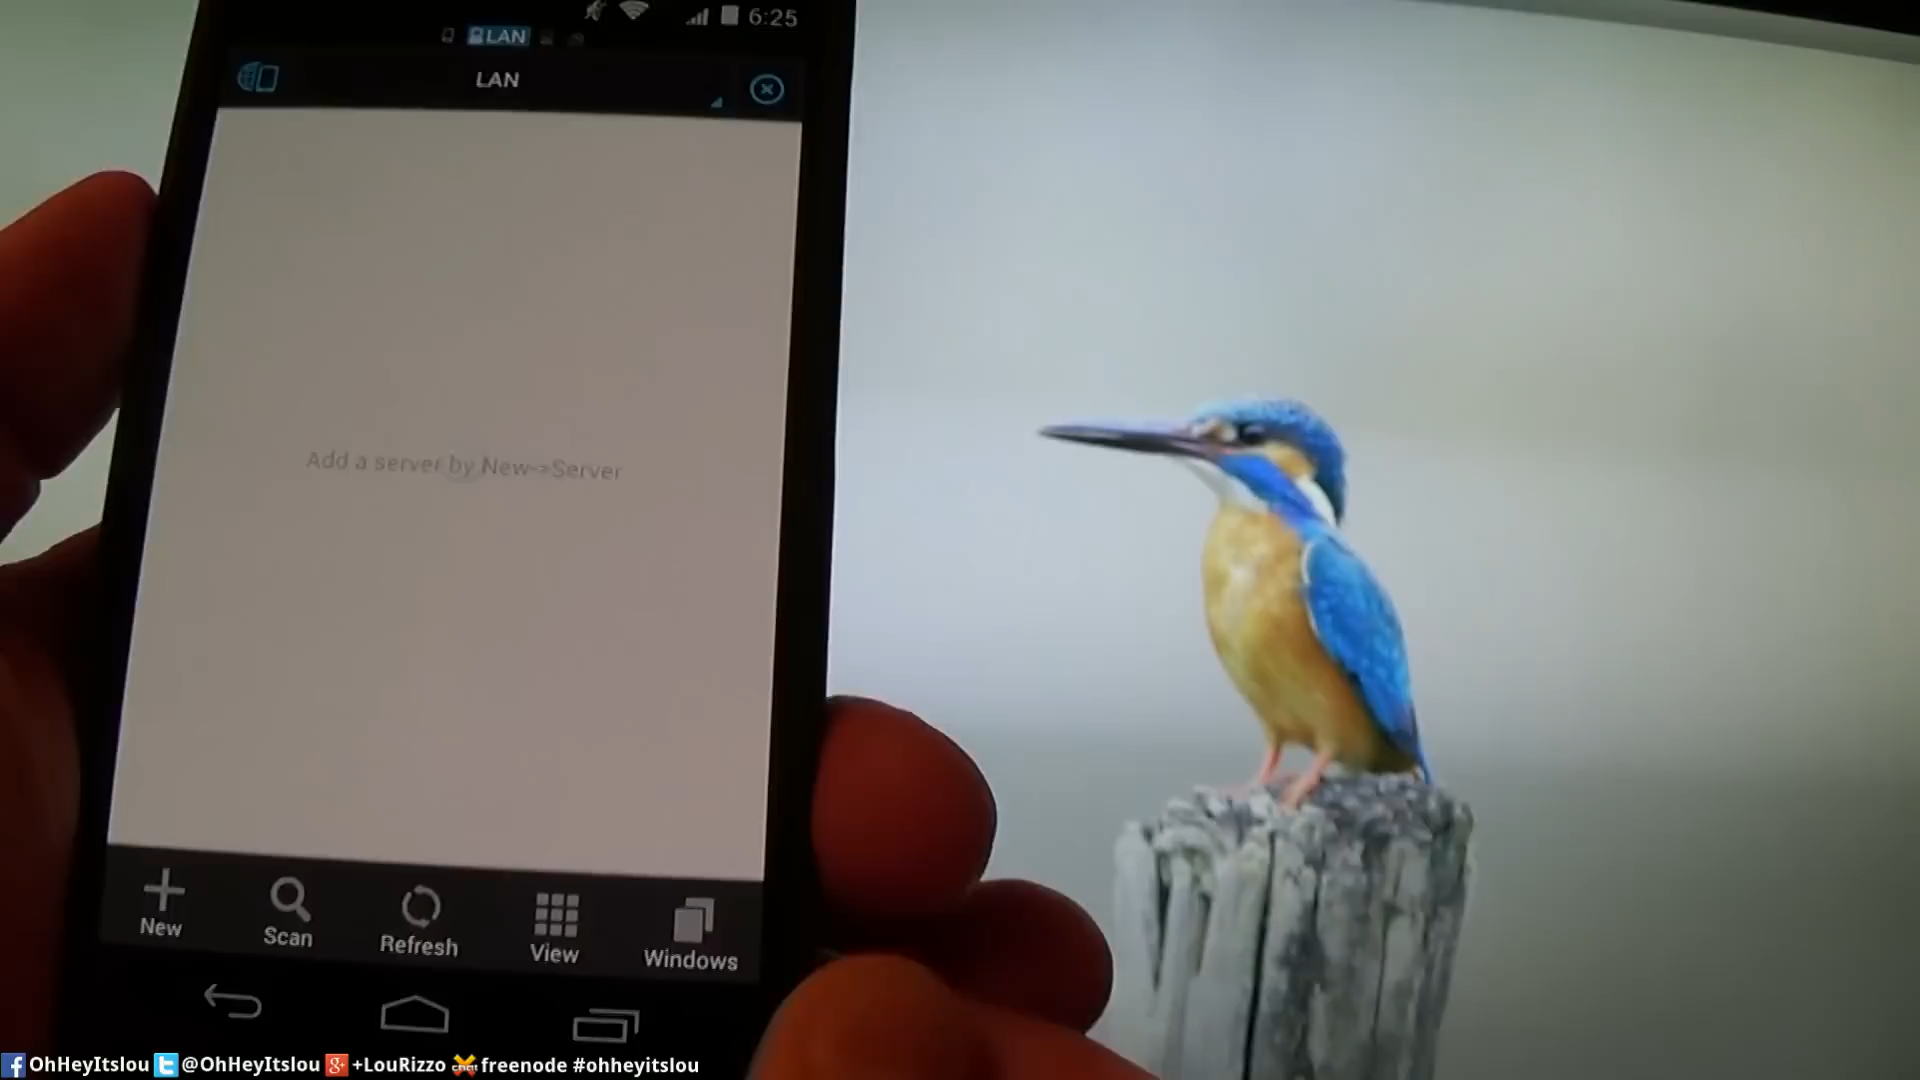 6:25
LAN
LAN
Add a server by New->Server
New
Scan
Refresh
View
Windows
OhHeyItslou @OhHeyItslou +LouRizzo chat freenode #ohheyitslou